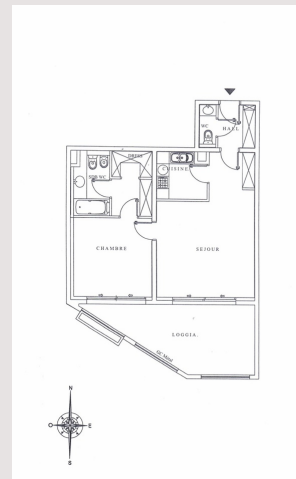 WC
HALL
DRESS
SDB WC
CUISINE
CHAMBRE
SEJOUR
LOGGIA.
N
O
E
S